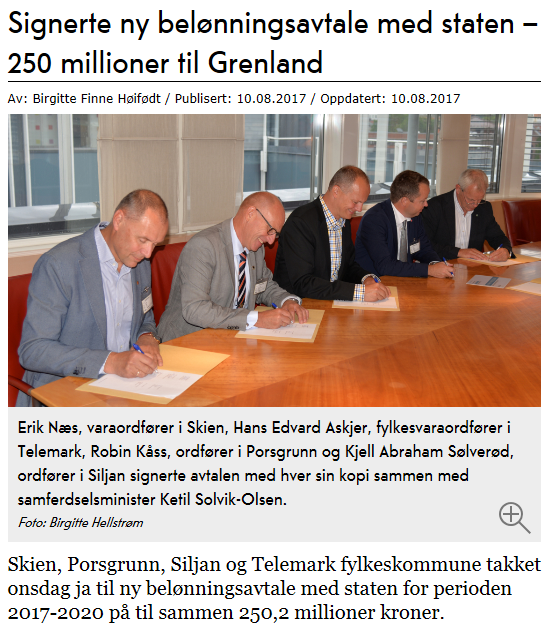 Signerte ny belønningsavtale med staten –
250 millioner til Grenland
Av: Birgitte Finne Høifødt / Publisert: 10.08.2017 / Oppdatert: 10.08.2017
Erik Næs, varaordfører i Skien, Hans Edvard Askjer, fylkesvaraordfører i
Telemark, Robin Kåss, ordfører i Porsgrunn og Kjell Abraham Sølverød,
ordfører i Siljan signerte avtalen med hver sin kopi sammen med
samferdselsminister Ketil Solvik-Olsen.
Foto: Birgitte Hellstrøm
Skien, Porsgrunn, Siljan og Telemark fylkeskommune takket
onsdag ja til ny belønningsavtale med staten for perioden
2017-2020 på til sammen 250,2 millioner kroner.